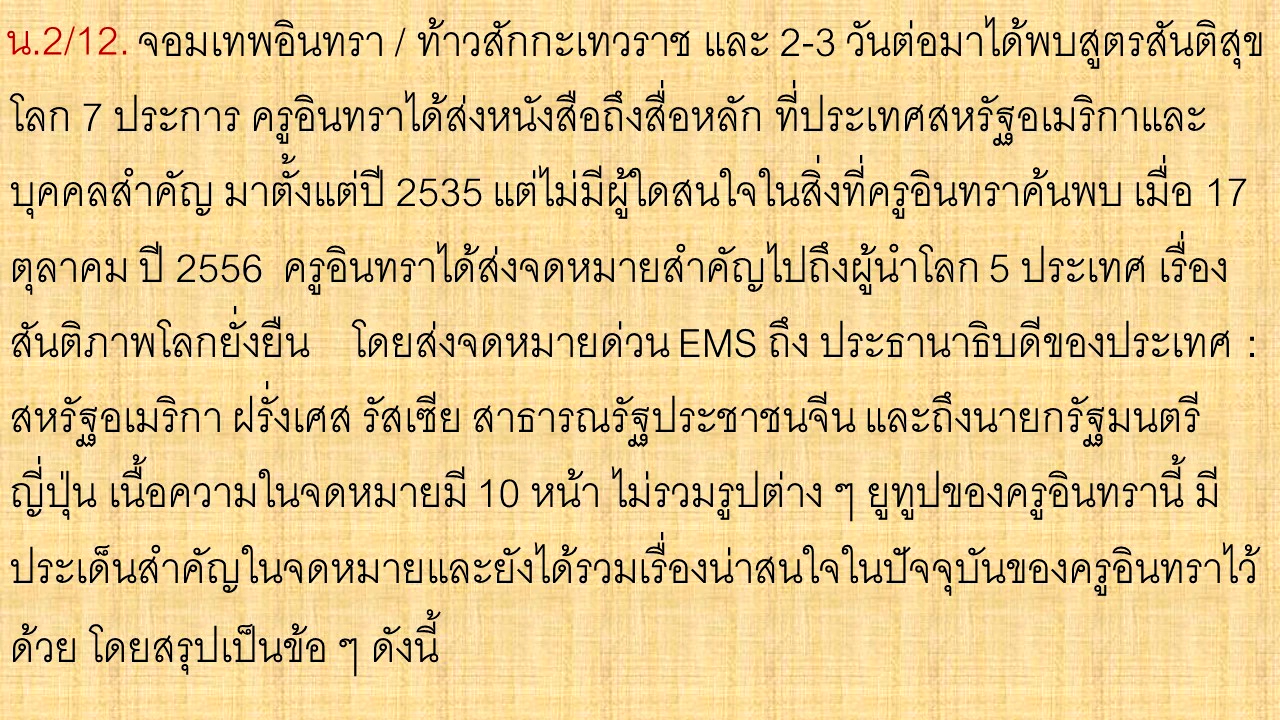 น.2/12. จอมเทพอินทรา / ท้าวสักกะเทวราช และ 2-3 วันต่อมาได้พบสูตรสันติสุข
โลก 7 ประการ ครูอินทราได้ส่งหนังสือถึงสื่อหลัก ที่ประเทศสหรัฐอเมริกาและ
บุคคลสำคัญ มาตั้งแต่ปี 2535 แต่ไม่มีผู้ใดสนใจในสิ่งที่ครูอินทราค้นพบ เมื่อ 17
ตุลาคม ปี 2556 ครูอินทราได้ส่งจดหมายสำคัญไปถึงผู้นำโลก 5 ประเทศ เรื่อง
สันติภาพโลกยั่งยืน โดยส่งจดหมายด่วน EMS ถึง ประธานาธิบดีของประเทศ :
สหรัฐอเมริกา ฝรั่งเศส รัสเซีย สาธารณรัฐประชาชนจีน และถึงนายกรัฐมนตรี
ญี่ปุ่น เนื้อความในจดหมายมี 10 หน้า ไม่รวมรูปต่าง ๆ ยูทูปของครูอินทรานี้ มี
ประเด็นสำคัญในจดหมายและยังได้รวมเรื่องน่าสนใจในปัจจุบันของครูอินทราไว้
ด้วย โดยสรุปเป็นข้อ ๆ ดังนี้